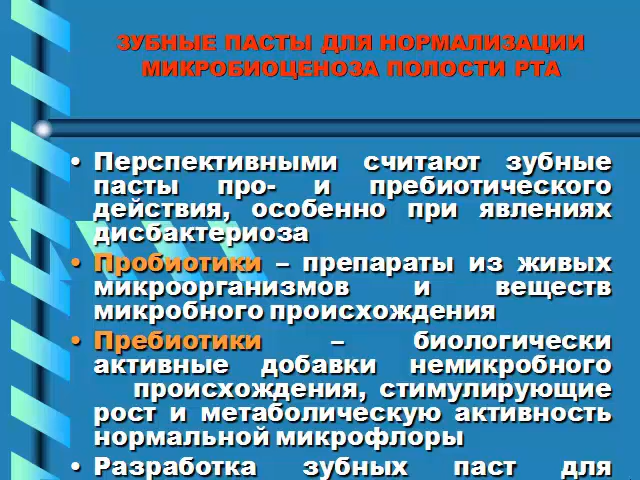 ЗУБНЫЕ ПАСТЫ ДЛЯ НОРМАЛИЗАЦИИ
МИКРОБИОЦЕНОЗА ПОЛОСТИ РТА
• Перспективными считают зубные
пасты про- и пребиотического
действия, особенно при явлениях
дисбактериоза
• Пробиотики – препараты из живых
микроорганизмов и веществ
микробного происхождения
• Пребиотики – биологически
активные добавки немикробного
происхождения, стимулирующие
рост и метаболическую активность
нормальной микрофлоры
• Разработка зубных паст для